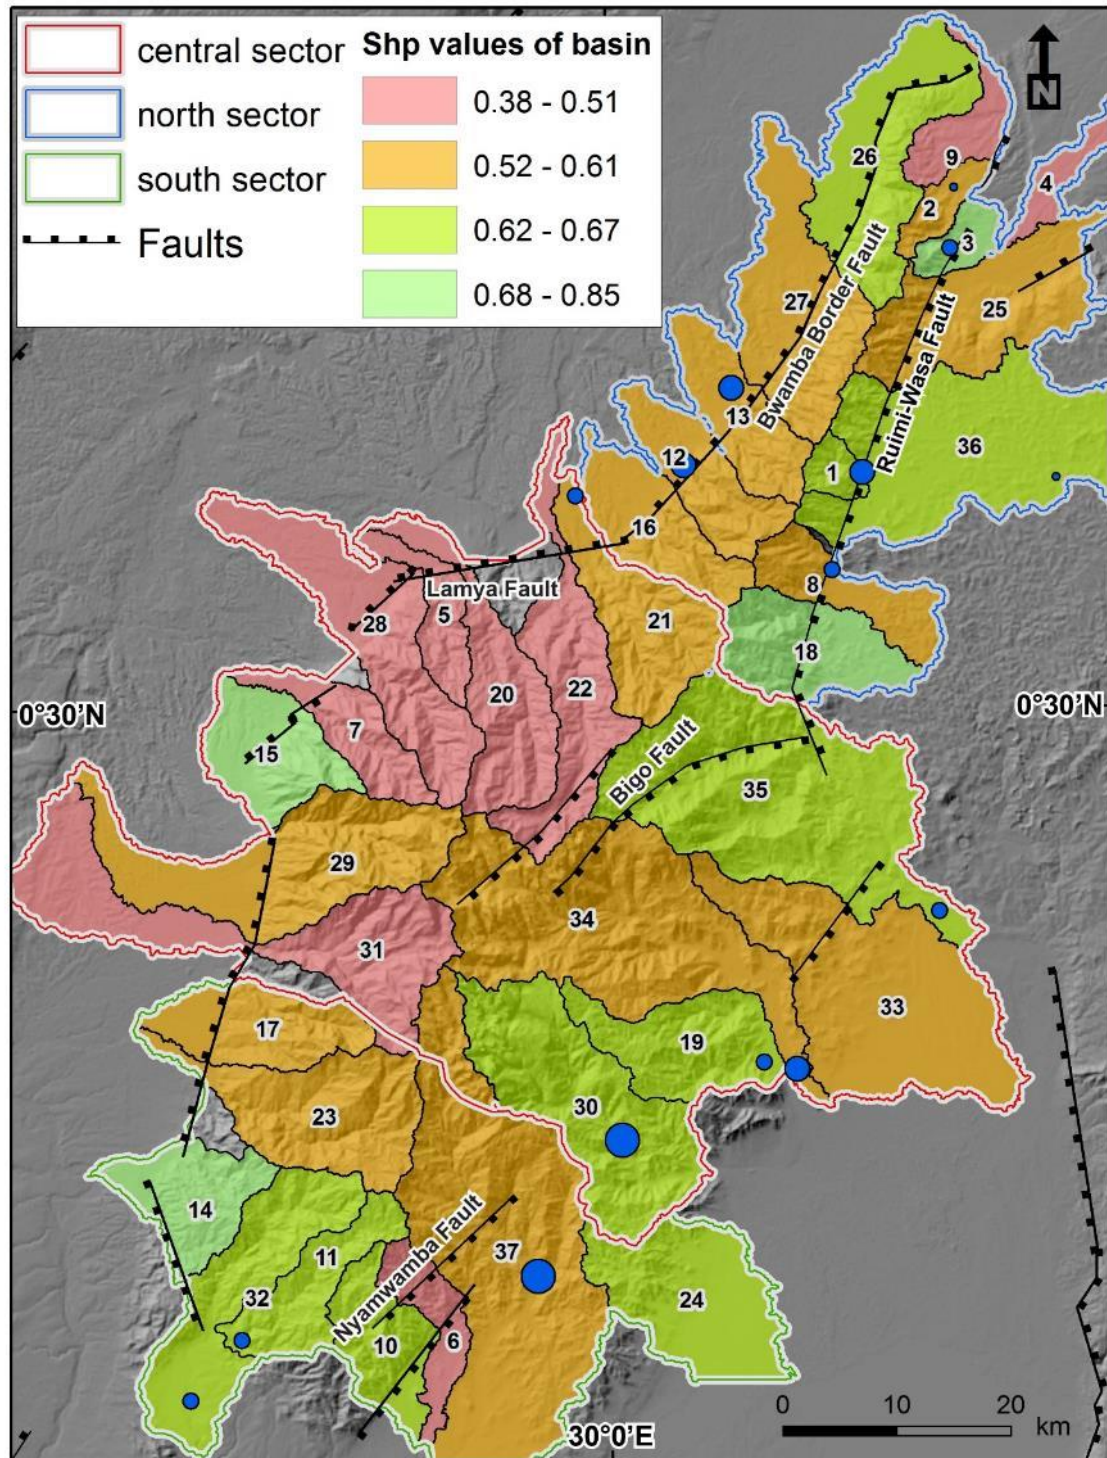 central sector
north sector
south sector
Faults
Shp values of basin
0.38 - 0.51
0.52 - 0.61
0.62 - 0.67
0.68 - 0.85
N
26
9
4
2
3
27
25
Bwamba Border Fault
Ruimi-Wasa Fault
13
36
12
1
16
8
Lamya Fault
28
5
21
18
20
22
0°30'N
0°30'N
7
15
Bigo Fault
35
29
34
31
33
17
19
23
30
14
Nyamwamba Fault
37
11
32
24
10
6
0 10 20
km
30°0'E